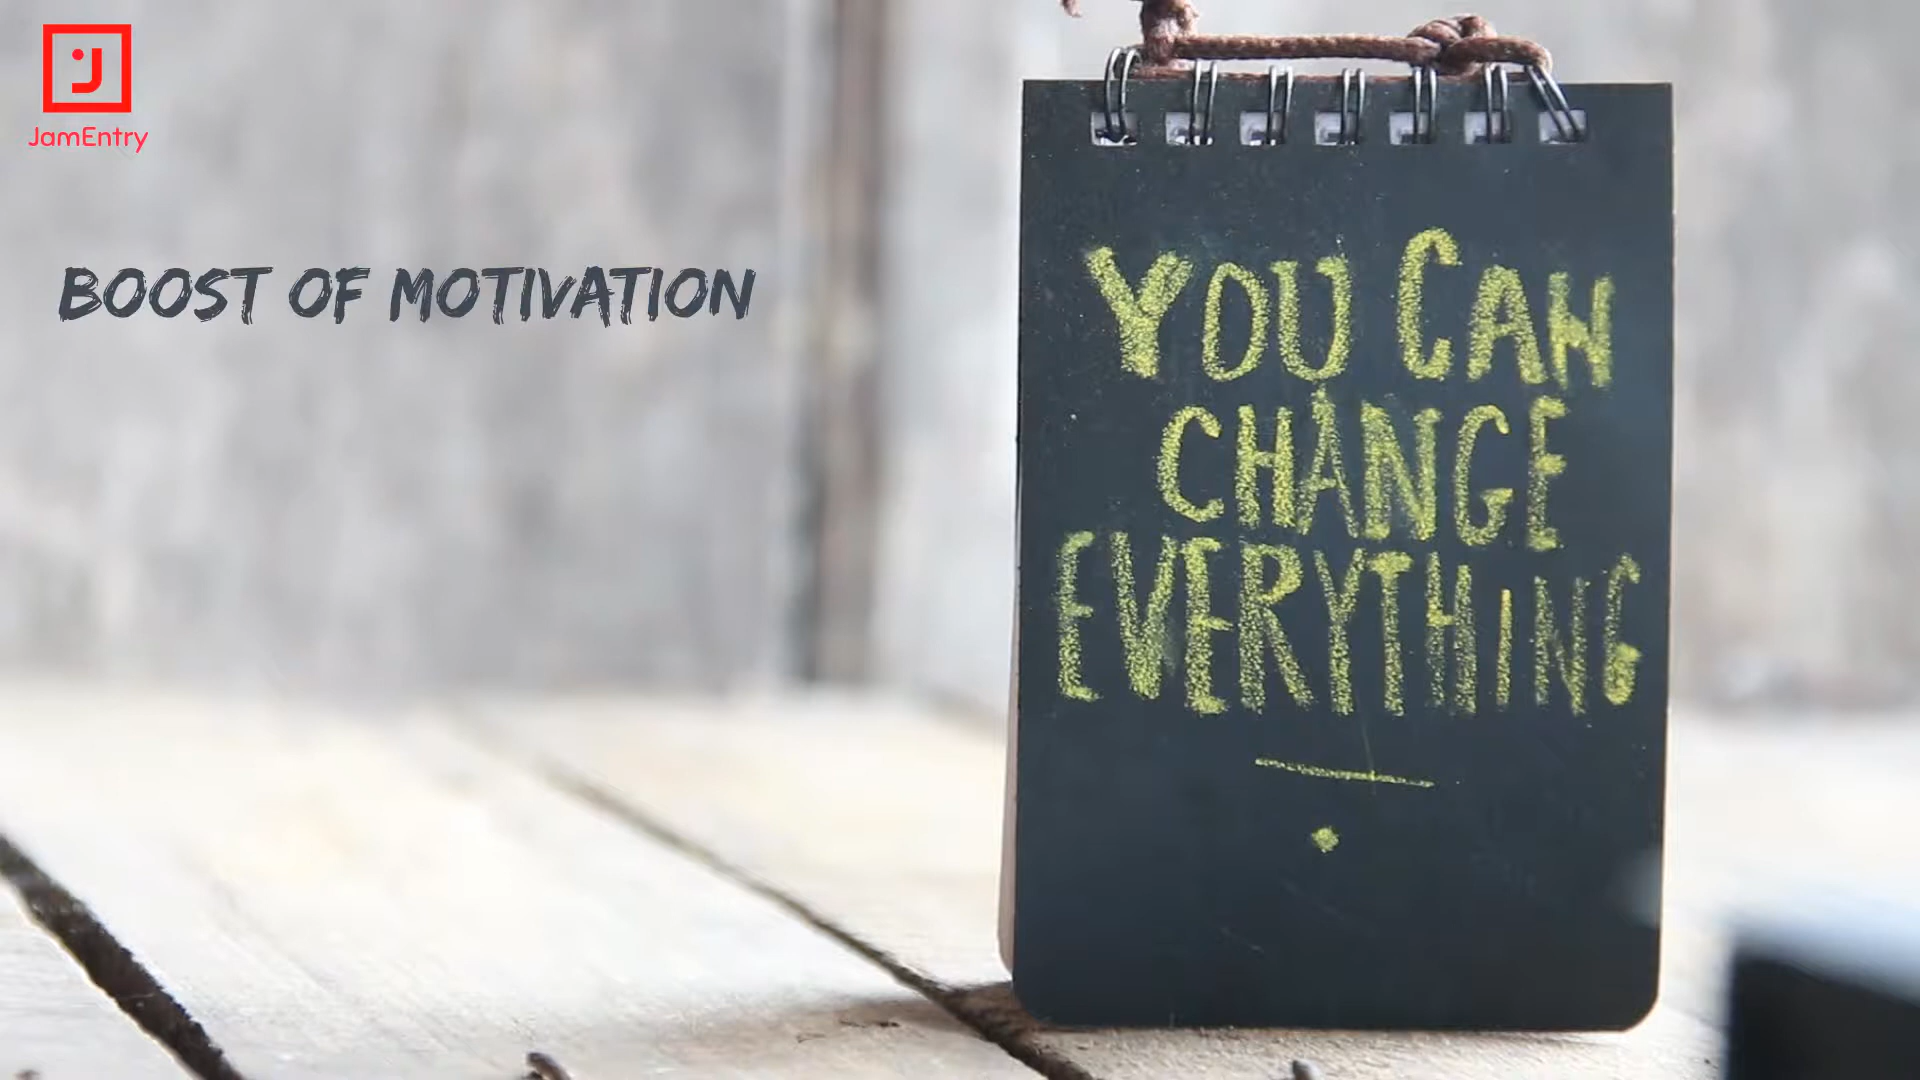 JamEntry
BOOST OF MOTIVATION
YOU CAN
CHANGE
EVERYTHING